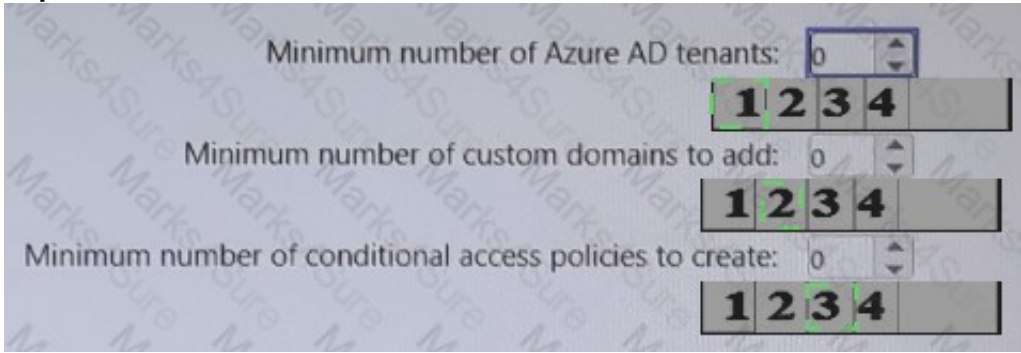 Minimum number of Azure AD tenants: 0
1 2 3 4
Minimum number of custom domains to add: 0
1 2 3 4
Minimum number of conditional access policies to create: 0
1 2 3 4
Marks4Sure